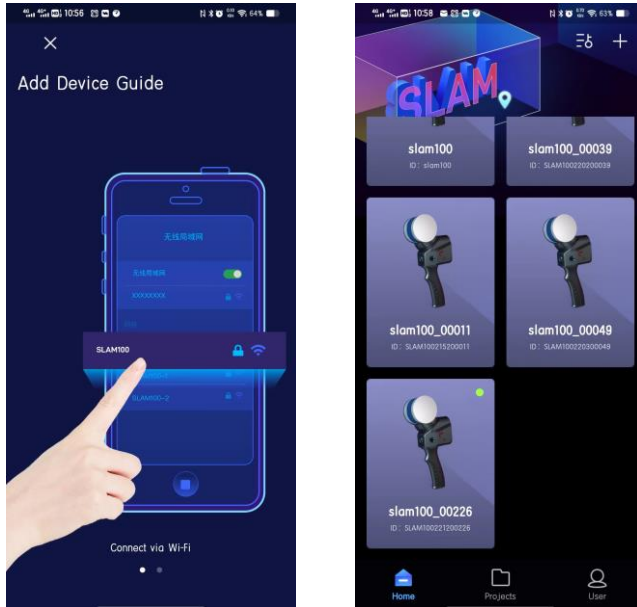 10:56
64%
Add Device Guide
无线局域网
无线局域网
XXXXXXXX
SLAM100
SLAM100-2
Connect via Wi-Fi
10:58
63%
SLAM
slam100
ID: slam100
slam100_00039
ID: SLAM100220200039
slam100_00011
ID: SLAM100215200011
slam100_00049
ID: SLAM100220300049
slam100_00226
ID: SLAM100221200226
Home
Projects
User